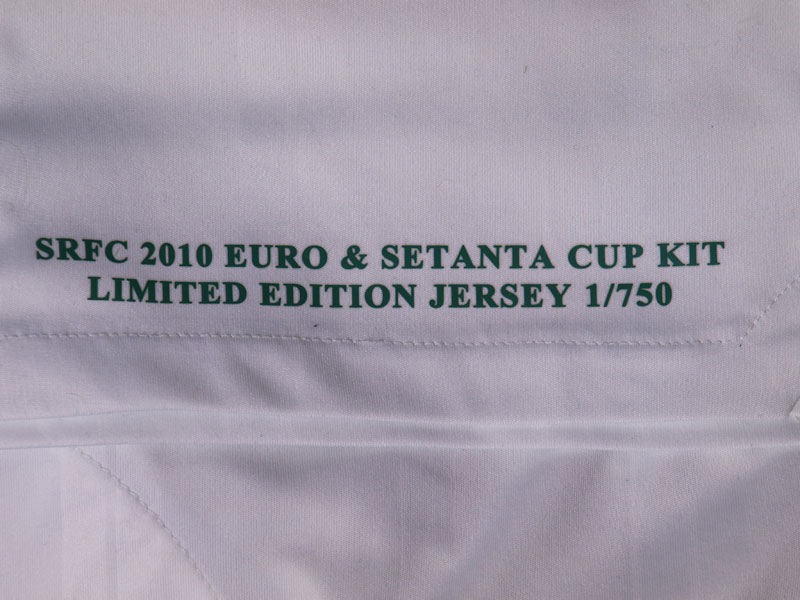 SRFC 2010 EURO & SETANTA CUP KIT
LIMITED EDITION JERSEY 1/750